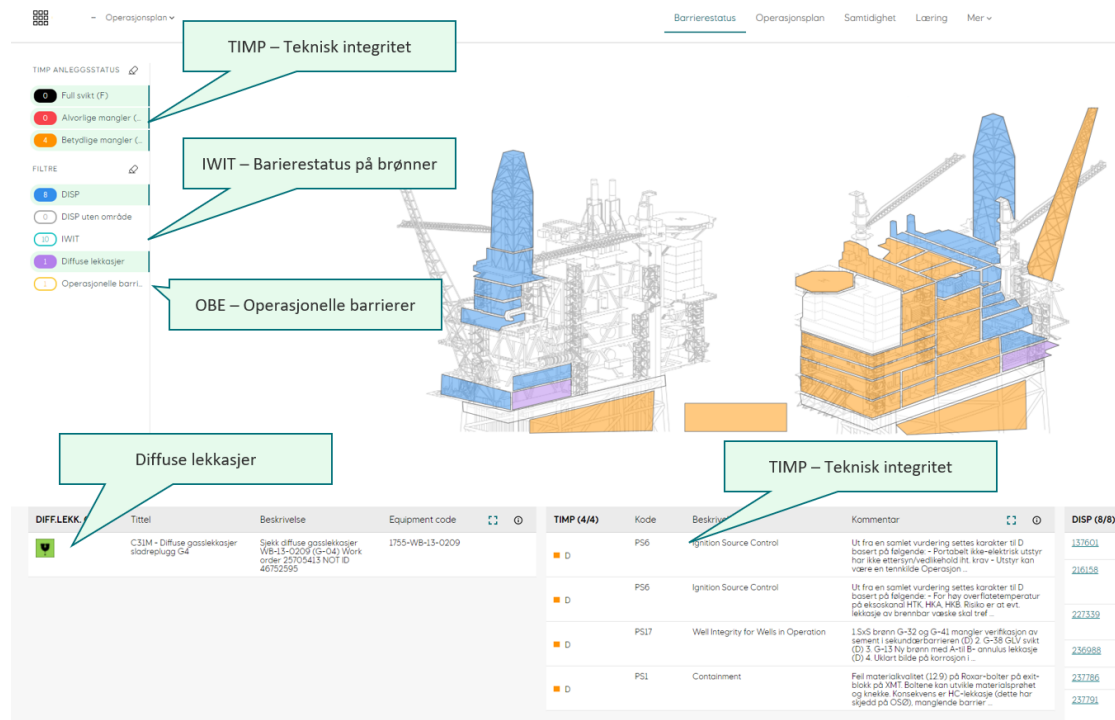 – Operasjonsplan
Barrierestatus Operasjonsplan Samtidighet Læring Mer
TIMP – Teknisk integritet
TIMP ANLEGGSSTATUS
0 Full svikt (F)
0 Alvorlige mangler (...
4 Betydlige mangler (...
IWIT – Barierestatus på brønner
FILTRE
8 DISP
0 DISP uten område
10 IWIT
1 Diffuse lekkasjer
1 Operasjonelle barri...
OBE – Operasjonelle barrierer
Diffuse lekkasjer
TIMP – Teknisk integritet
DIFF.LEKK. Tittel Beskrivelse Equipment code
C31M - Diffuse gasslekkasjer
sladreplugg G4
Sjekk diffuse gasslekkasjer
WB-13-0209 (G-04) Work
order 25705413 NOT ID
46752595
1755-WB-13-0209
TIMP (4/4) Kode Beskriv Kommentar
D PS6 Ignition Source Control
Ut fra en samlet vurdering settes karakter til D
basert på følgende: - Portabelt ikke-elektrisk utstyr
har ikke ettersyn/vedlikehold iht. krav - Utstyr kan
være en tennkilde Operasjon ...
D PS6 Ignition Source Control
Ut fra en samlet vurdering settes karakter til D
basert på følgende: - For høy overflatetemperatur
på eksoskanal HTK, HKA, HKB. Risiko er at evt.
lekkasje av brennbar væske skal tref ...
D PS17 Well Integrity for Wells in Operation
1.SxS brønn G-32 og G-41 mangler verifikasjon av
sement i sekundærbarrieren (D) 2. G-38 GLV svikt
(D) 3. G-13 Ny brønn med A-til B- annulus lekkasje
(D) 4. Uklart bilde på korrosjon i ...
D PS1 Containment
Feil materialkvalitet (12.9) på Roxar-bolter på exit-
blokk på XMT. Boltene kan utvikle materialsprøhet
og knekke. Konsekvens er HC-lekkasje (dette har
skjedd på OSØ), manglende barrier ...
DISP (8/8)
137601
216158
227339
236988
237786
237791